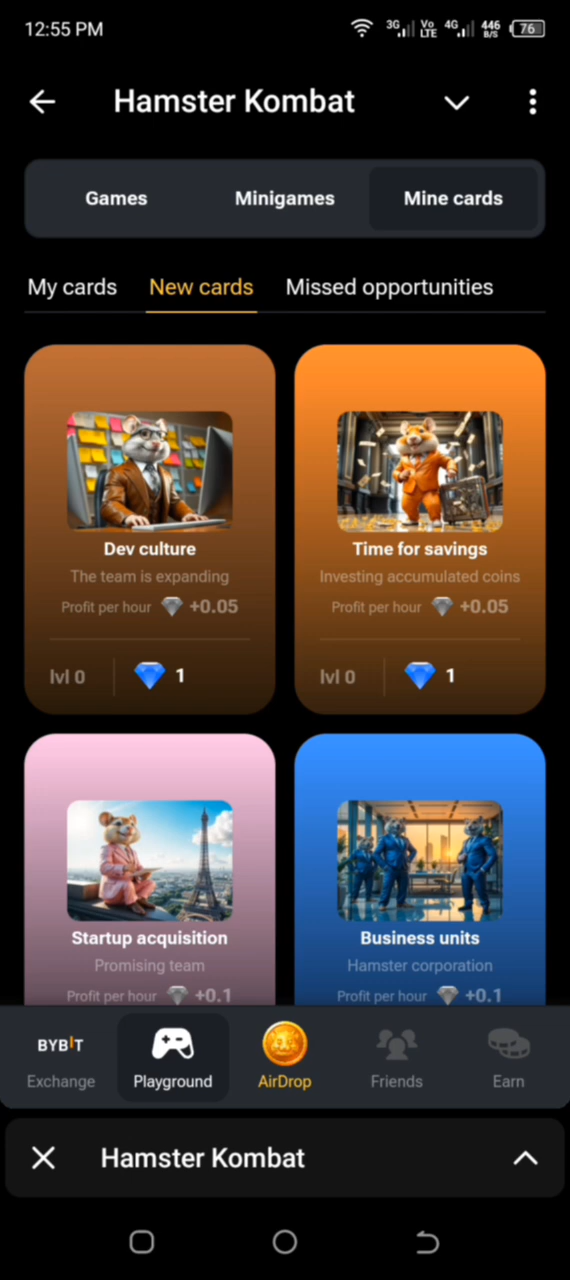 12:55 PM
3G
Vo
LTE
4G
446
B/S
76
Hamster Kombat
Games
Minigames
Mine cards
My cards
New cards
Missed opportunities
Dev culture
The team is expanding
Profit per hour +0.05
lvl 0
1
Time for savings
Investing accumulated coins
Profit per hour +0.05
lvl 0
1
Startup acquisition
Promising team
Profit per hour +0.1
Business units
Hamster corporation
Profit per hour +0.1
BYBIT
Exchange
Playground
AirDrop
Friends
Earn
Hamster Kombat